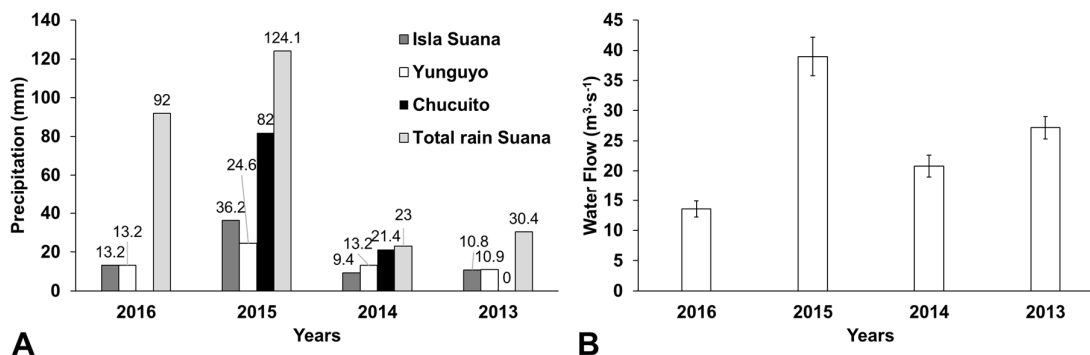 140
120
100
80
60
40
20
0
Precipitation (mm)
Isla Suana
Yunguyo
Chucuito
Total rain Suana
13.2
13.2
92
36.2
24.6
82
124.1
9.4
13.2
21.4
23
10.8
10.9
0
30.4
2016 2015 2014 2013
Years
A
45
40
35
30
25
20
15
10
5
0
Water Flow (m³·s⁻¹)
2016 2015 2014 2013
Years
B